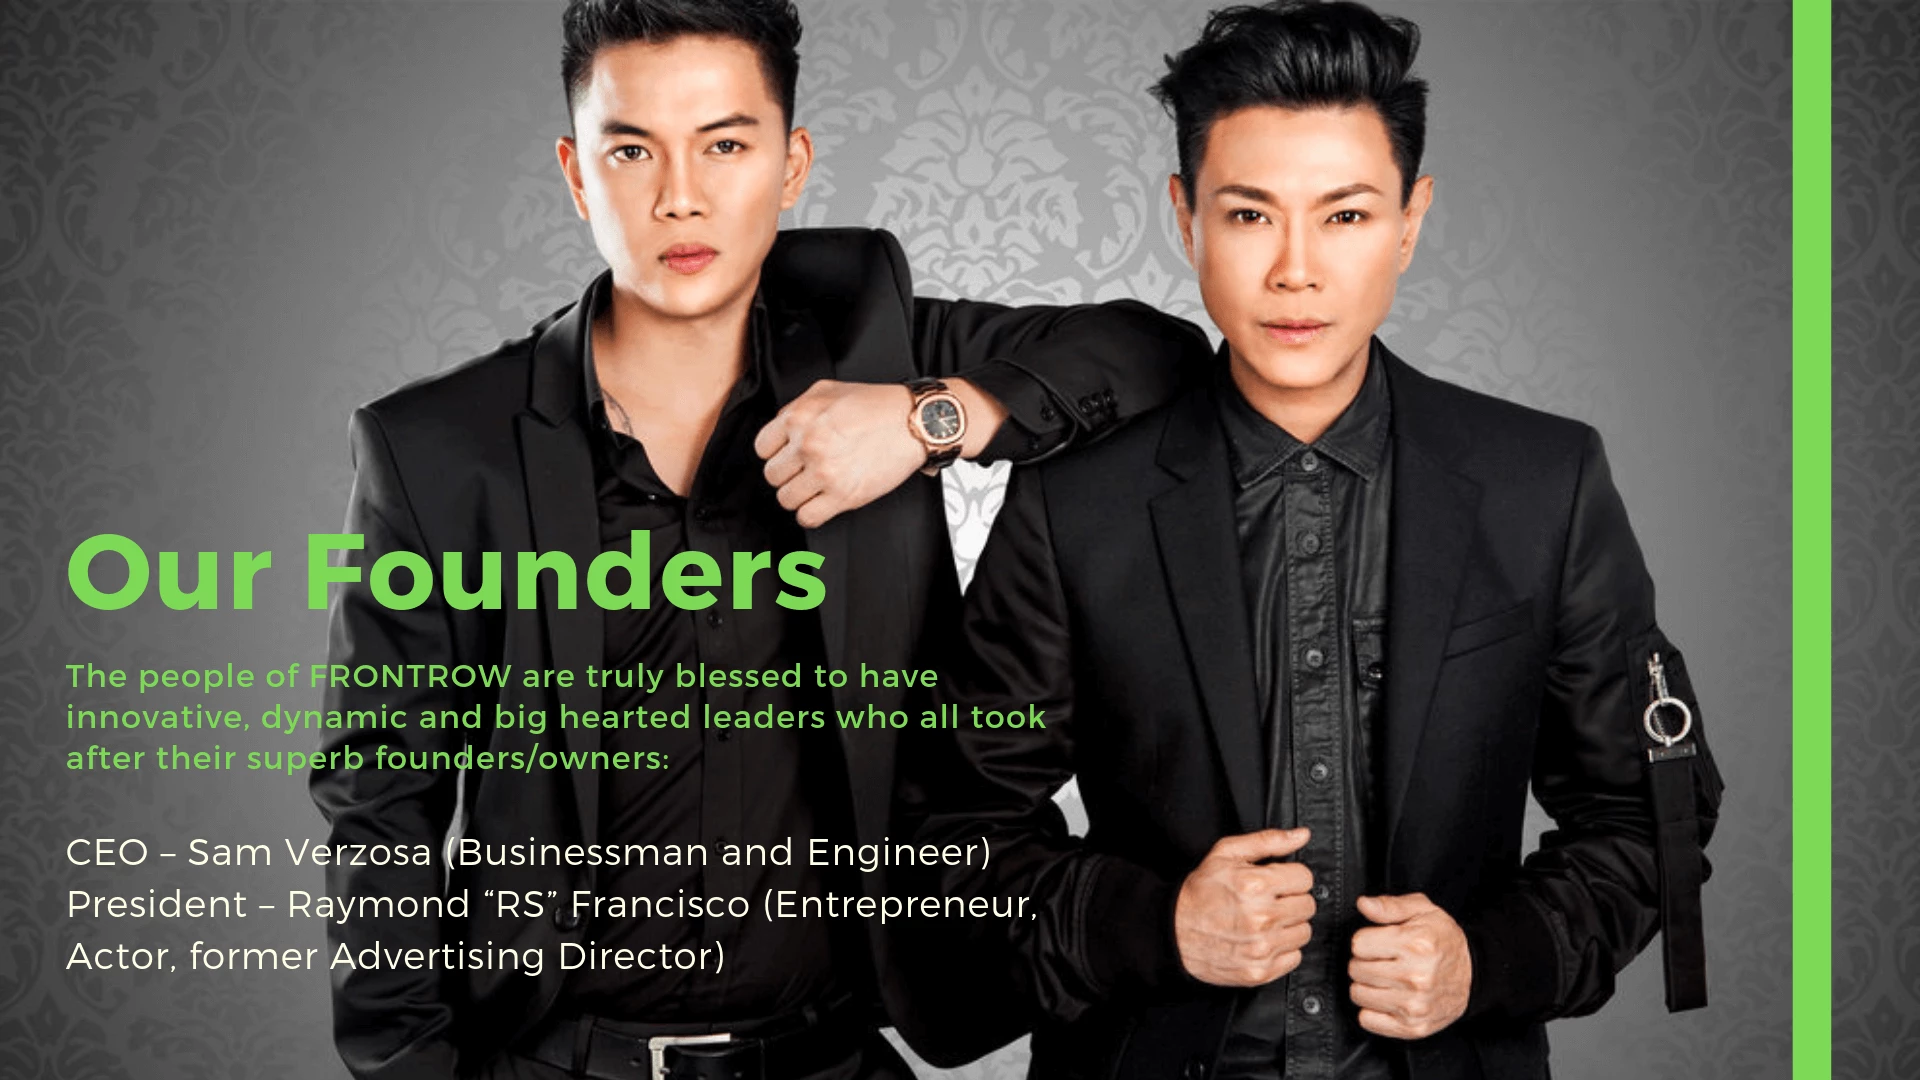 Our Founders
The people of FRONTROW are truly blessed to have
innovative, dynamic and big hearted leaders who all took
after their superb founders/owners:
CEO – Sam Verzosa (Businessman and Engineer)
President – Raymond “RS” Francisco (Entrepreneur,
Actor, former Advertising Director)